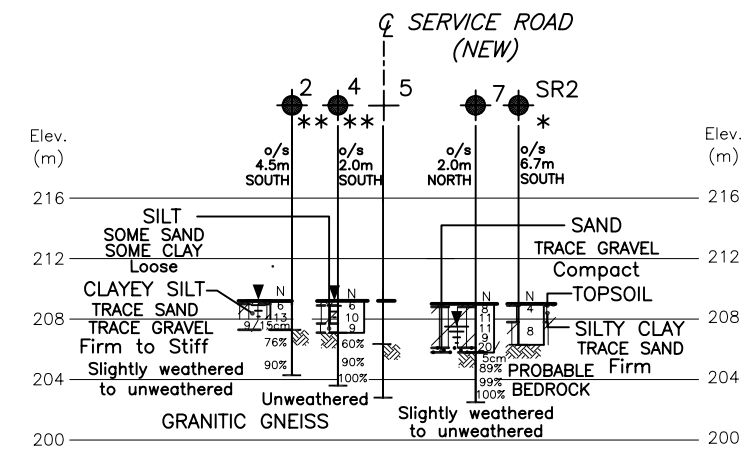 ℄ SERVICE ROAD
(NEW)
2 4 5 7 SR2
** ** *
Elev.
(m)
Elev.
(m)
o/s
4.5m
SOUTH
o/s
2.0m
SOUTH
o/s
2.0m
NORTH
o/s
6.7m
SOUTH
216 216
SILT
SOME SAND
SOME CLAY
Loose
SAND
TRACE GRAVEL
Compact
212 212
CLAYEY SILT
TRACE SAND
TRACE GRAVEL
Firm to Stiff
Slightly weathered
to unweathered
N
6
13
9/15cm
76%
90%
N
6
10
9
60%
90%
100%
N
8
11
11
9
20/
5cm
89%
99%
100%
N
4
8
TOPSOIL
SILTY CLAY
TRACE SAND
Firm
208 208
PROBABLE
BEDROCK
204 204
Unweathered
GRANITIC GNEISS
Slightly weathered
to unweathered
200 200